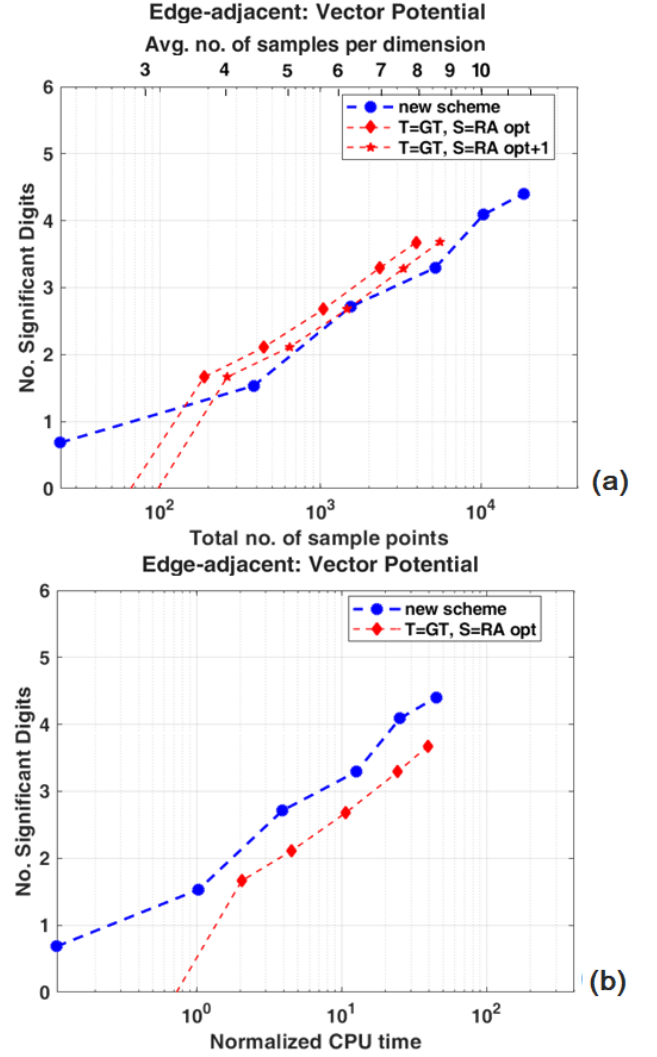 Edge-adjacent: Vector Potential
Avg. no. of samples per dimension
3 4 5 6 7 8 9 10
6
new scheme
T=GT, S=RA opt
T=GT, S=RA opt+1
5
4
3
2
1
0
No. Significant Digits
(a)
10² 10³ 10⁴
Total no. of sample points
Edge-adjacent: Vector Potential
6
new scheme
T=GT, S=RA opt
5
4
3
2
1
0
No. Significant Digits
(b)
10⁰ 10¹ 10²
Normalized CPU time